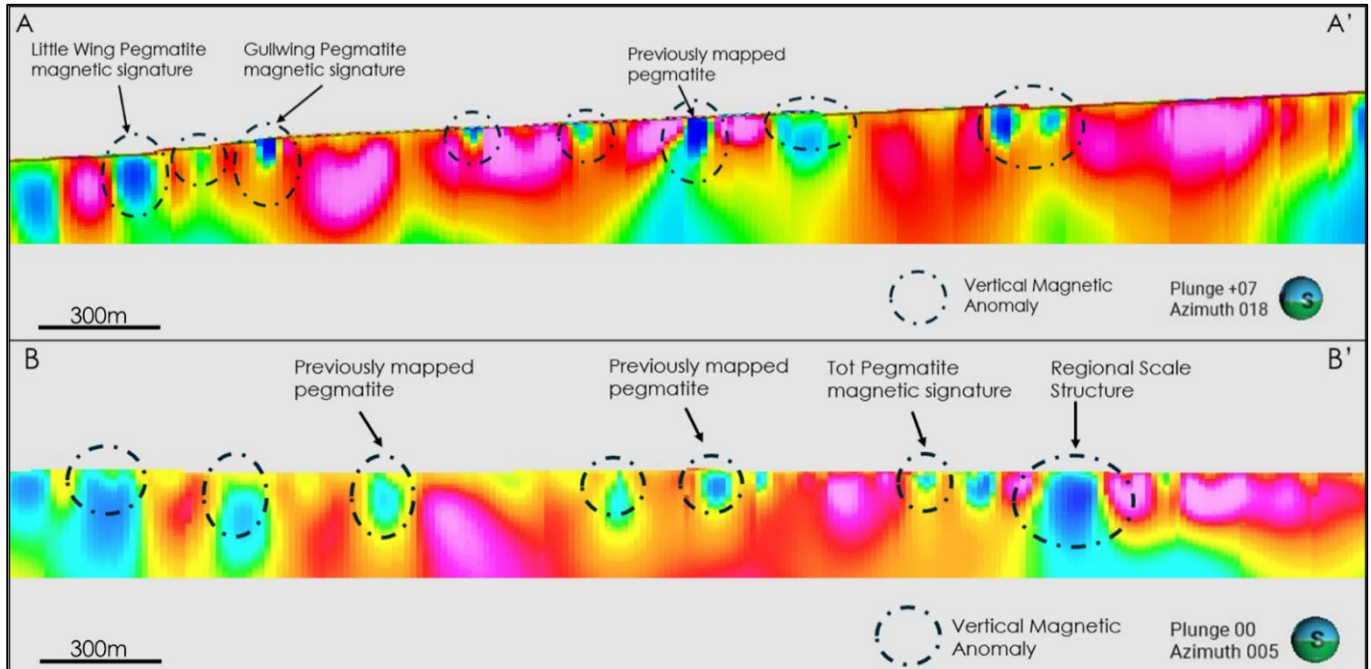 A
A'
Little Wing Pegmatite
magnetic signature
Gullwing Pegmatite
magnetic signature
Previously mapped
pegmatite
300m
Vertical Magnetic
Anomaly
Plunge +07
Azimuth 018
S
B
B'
Previously mapped
pegmatite
Previously mapped
pegmatite
Tot Pegmatite
magnetic signature
Regional Scale
Structure
300m
Vertical Magnetic
Anomaly
Plunge 00
Azimuth 005
S